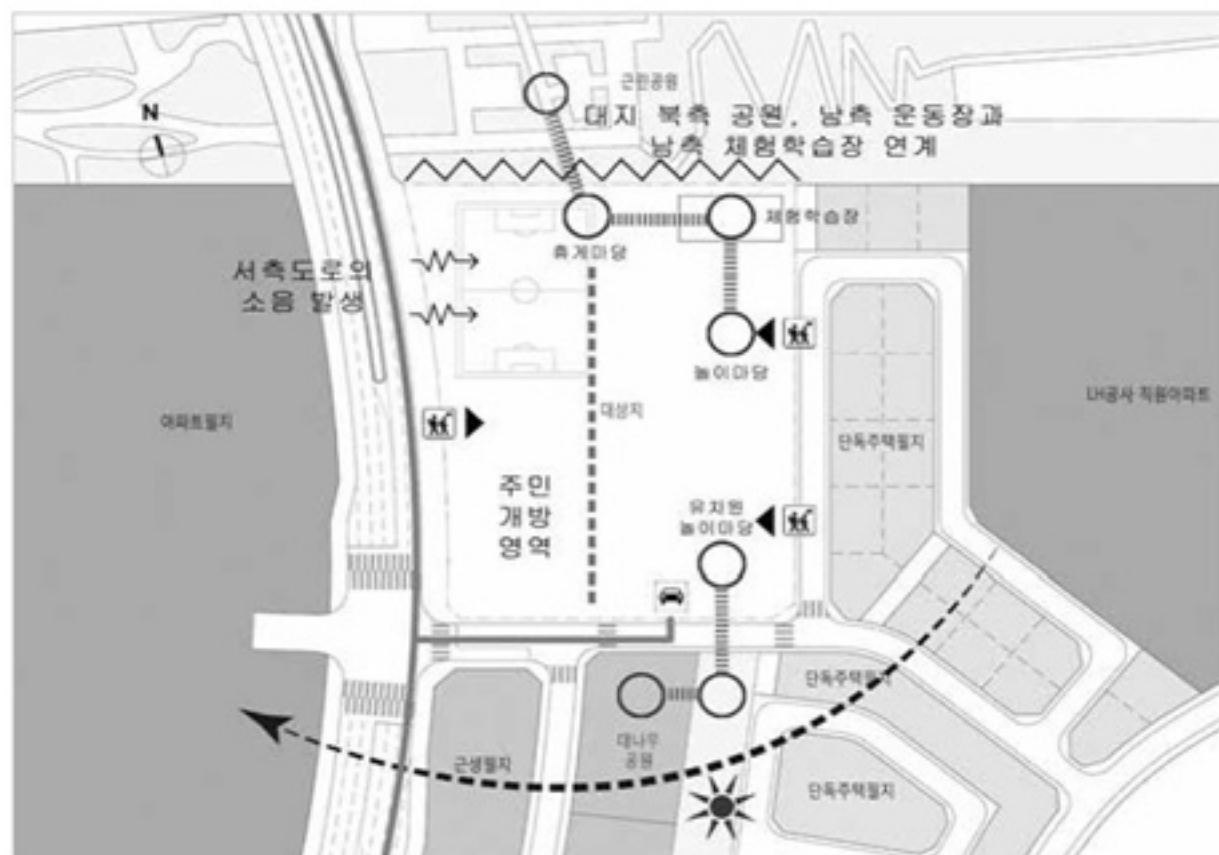 근린공원
N
대지 북측 공원, 남측 운동장과
남측 체험학습장 연계
체험학습장
휴게마당
서측도로의
소음 발생
놀이마당
대상지
아파트필지
LH공사 직원아파트
단독주택필지
주민
개방
영역
유치원
놀이마당
단독주택필지
대나무
공원
근생필지
단독주택필지